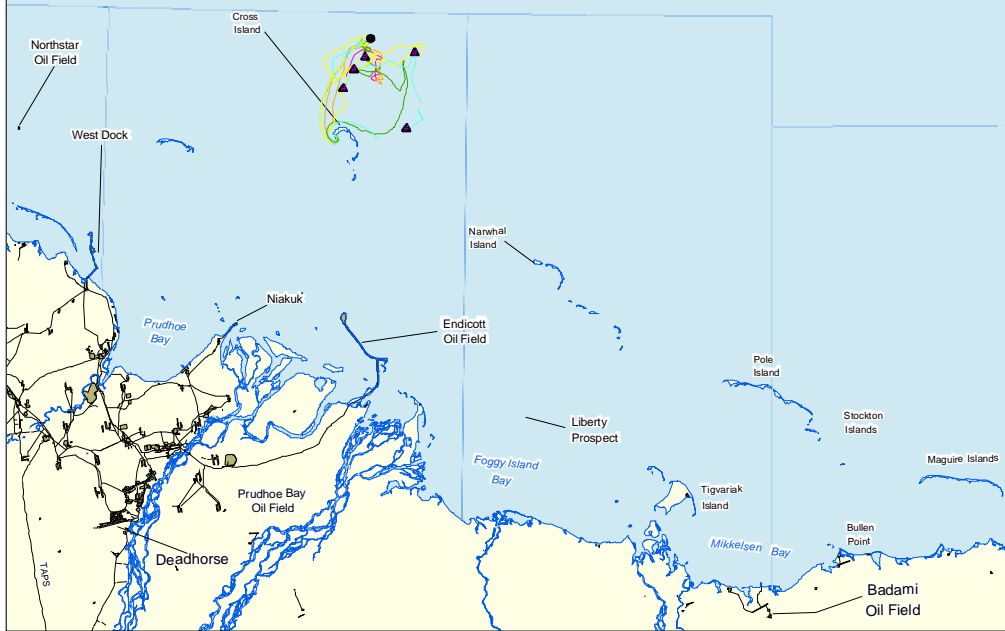 Cross
Island
Northstar
Oil Field
West Dock
Narwhal
Island
Niakuk
Prudhoe
Bay
Endicott
Oil Field
Pole
Island
Stockton
Islands
Liberty
Prospect
Foggy Island
Bay
Maguire Islands
Tigvariak
Island
Prudhoe Bay
Oil Field
Bullen
Point
Mikkelsen Bay
Deadhorse
TAPS
Badami
Oil Field